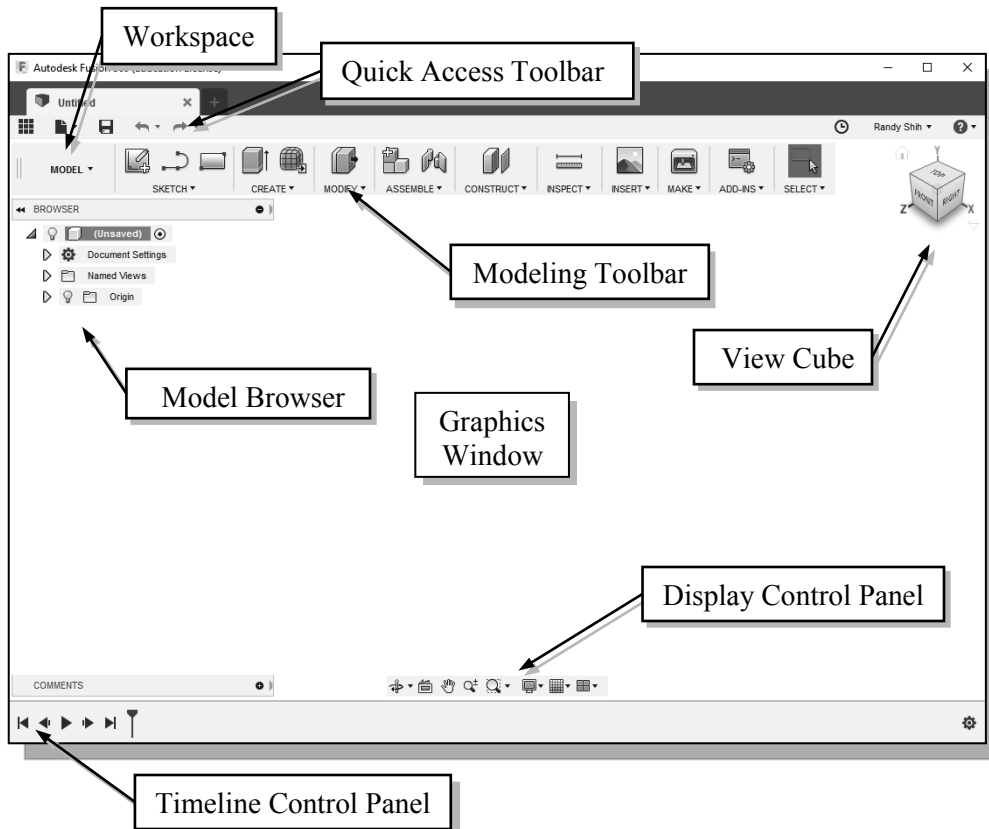 Workspace
Quick Access Toolbar
Autodesk Fusion 360 (Education License)
Untitled
Randy Shih
MODEL
SKETCH
CREATE
MODIFY
ASSEMBLE
CONSTRUCT
INSPECT
INSERT
MAKE
ADD-INS
SELECT
Y
TOP
FRONT
RIGHT
Z
X
BROWSER
(Unsaved)
Document Settings
Named Views
Origin
Modeling Toolbar
View Cube
Model Browser
Graphics
Window
Display Control Panel
COMMENTS
Timeline Control Panel